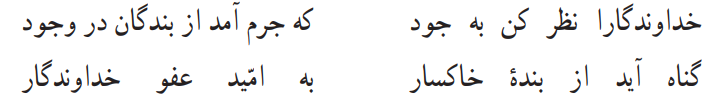 خداوندگارا نظر کن به جود که جرم آمد از بندگان در وجود
گناه آید از بندهٔ خاکسار به امّید عفو خداوندگار